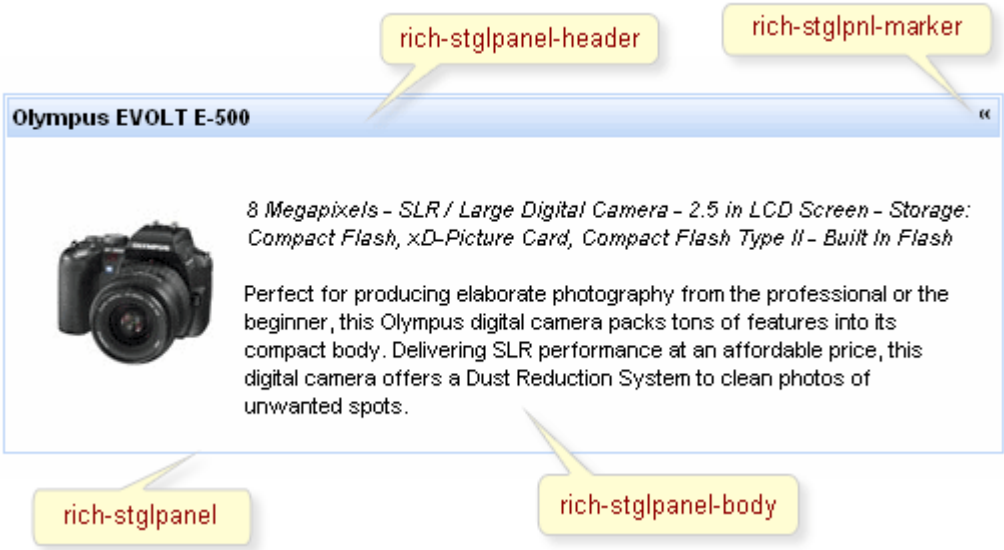 rich-stglpanel-header
rich-stglpnl-marker
Olympus EVOLT E-500
«
OLYMPUS
8 Megapixels - SLR / Large Digital Camera - 2.5 in LCD Screen - Storage:
Compact Flash, xD-Picture Card, Compact Flash Type II - Built In Flash
Perfect for producing elaborate photography from the professional or the
beginner, this Olympus digital camera packs tons of features into its
compact body. Delivering SLR performance at an affordable price, this
digital camera offers a Dust Reduction System to clean photos of
unwanted spots.
rich-stglpanel
rich-stglpanel-body